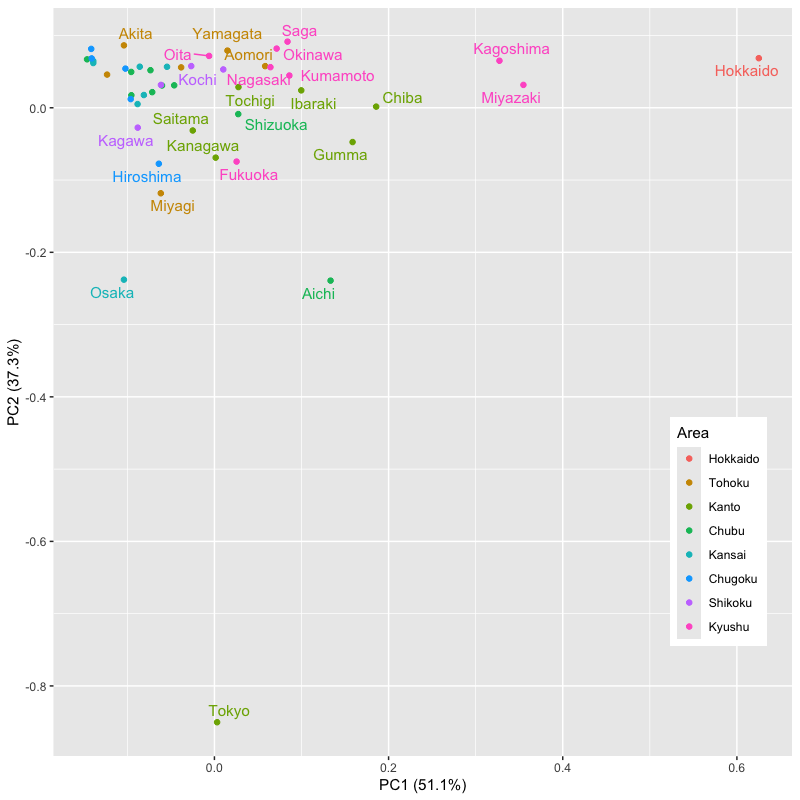 Saga
Akita
Yamagata
Oita
Aomori
Okinawa
Kagoshima
Hokkaido
Kochi
Nagasaki
Kumamoto
Miyazaki
Tochigi
Ibaraki
Chiba
Saitama
Shizuoka
Kagawa
Kanagawa
Gumma
Hiroshima
Fukuoka
Miyagi
Osaka
Aichi
Tokyo
0.0
-0.2
-0.4
-0.6
-0.8
PC2 (37.3%)
0.0 0.2 0.4 0.6
PC1 (51.1%)
Area
Hokkaido
Tohoku
Kanto
Chubu
Kansai
Chugoku
Shikoku
Kyushu